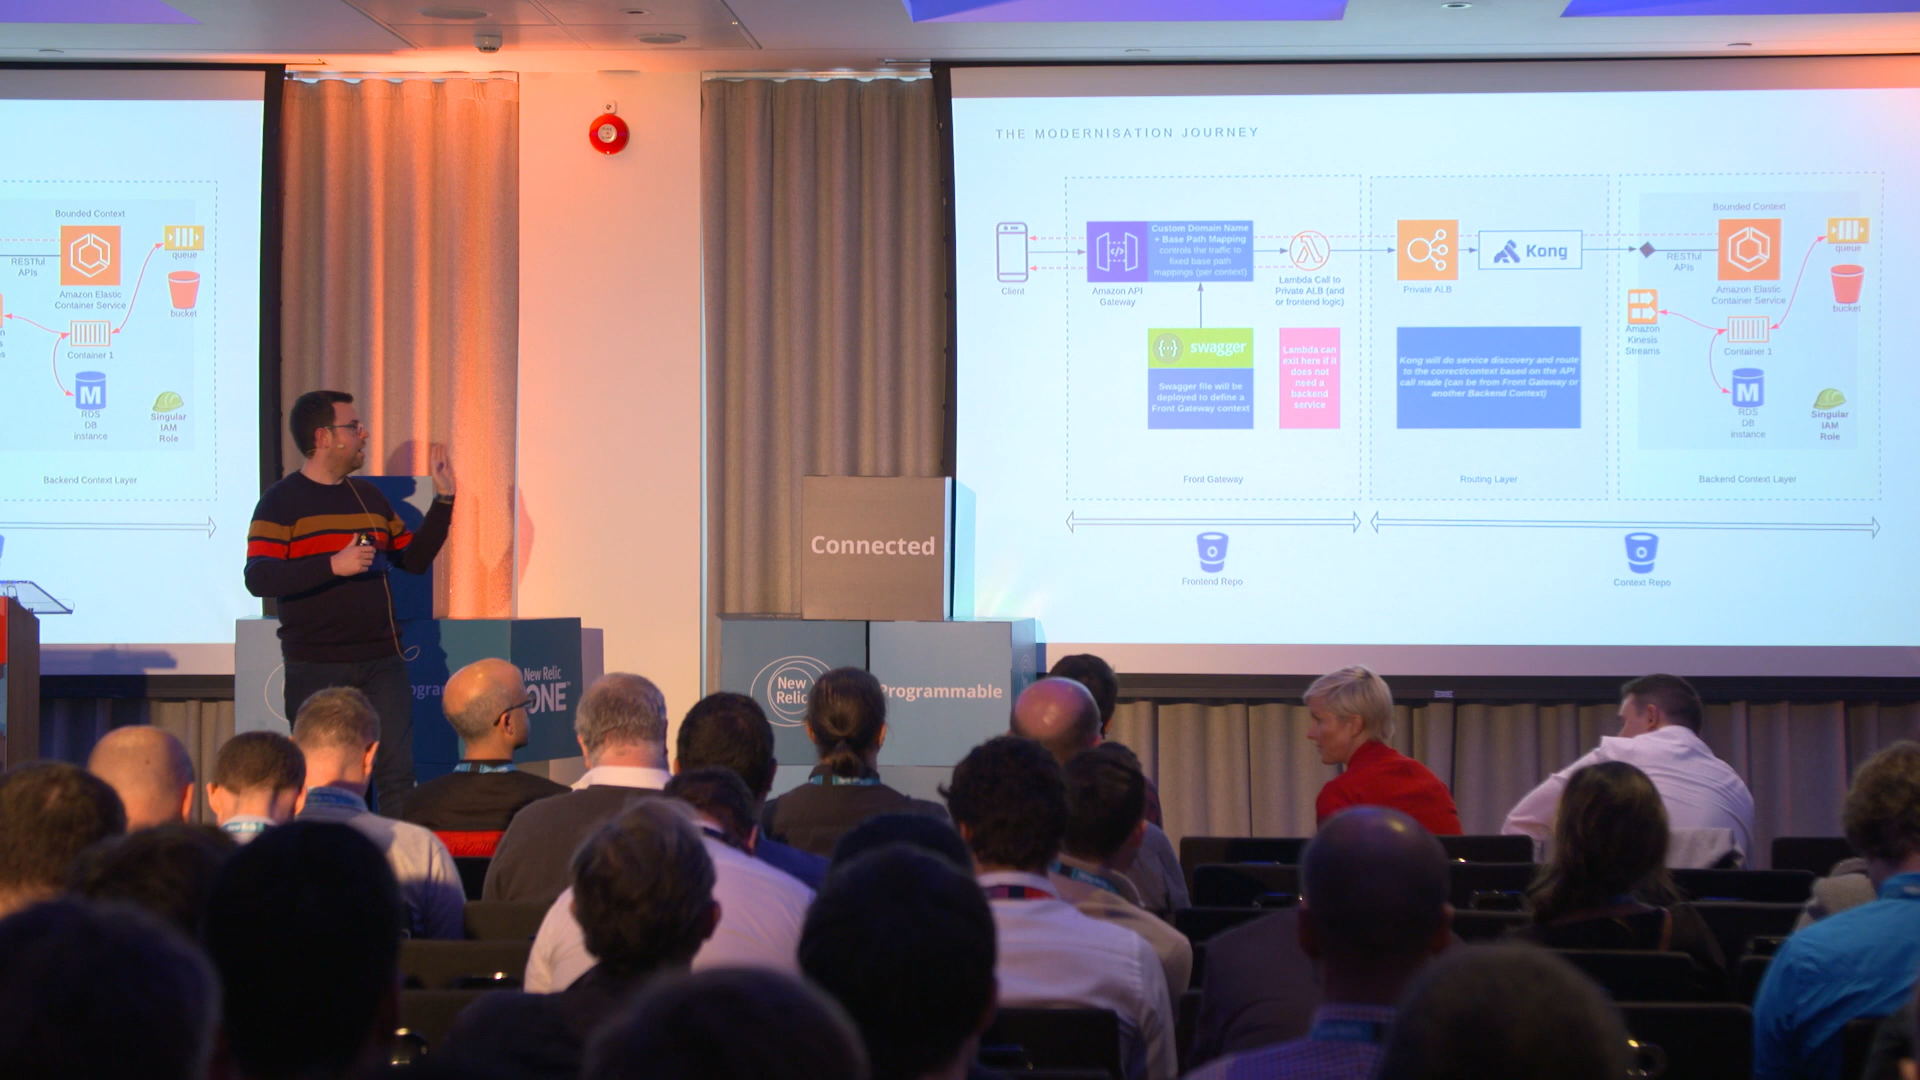 Bounded Context
RESTful
APIs
queue
Amazon Elastic
Container Service
bucket
Container 1
RDS
DB
instance
Singular
IAM
Role
Backend Context Layer
Connected
New
Relic
Programmable
New Relic
ONE™
THE MODERNISATION JOURNEY
Client
Amazon API
Gateway
Custom Domain Name
+ Base Path Mapping
controls the traffic to
fixed base path
mappings (per context)
Lambda Call to
Private ALB (and
or frontend logic)
{···} swagger
Swagger file will be
deployed to define a
Front Gateway context
Lambda can
exit here if it
does not
need a
backend
service
Front Gateway
Private ALB
Kong
Kong will do service discovery and route
to the correct/context based on the API
call made (can be from Front Gateway or
another Backend Context)
Routing Layer
Bounded Context
RESTful
APIs
Amazon Elastic
Container Service
queue
bucket
Amazon
Kinesis
Streams
Container 1
M
RDS
DB
instance
Singular
IAM
Role
Backend Context Layer
Frontend Repo
Context Repo